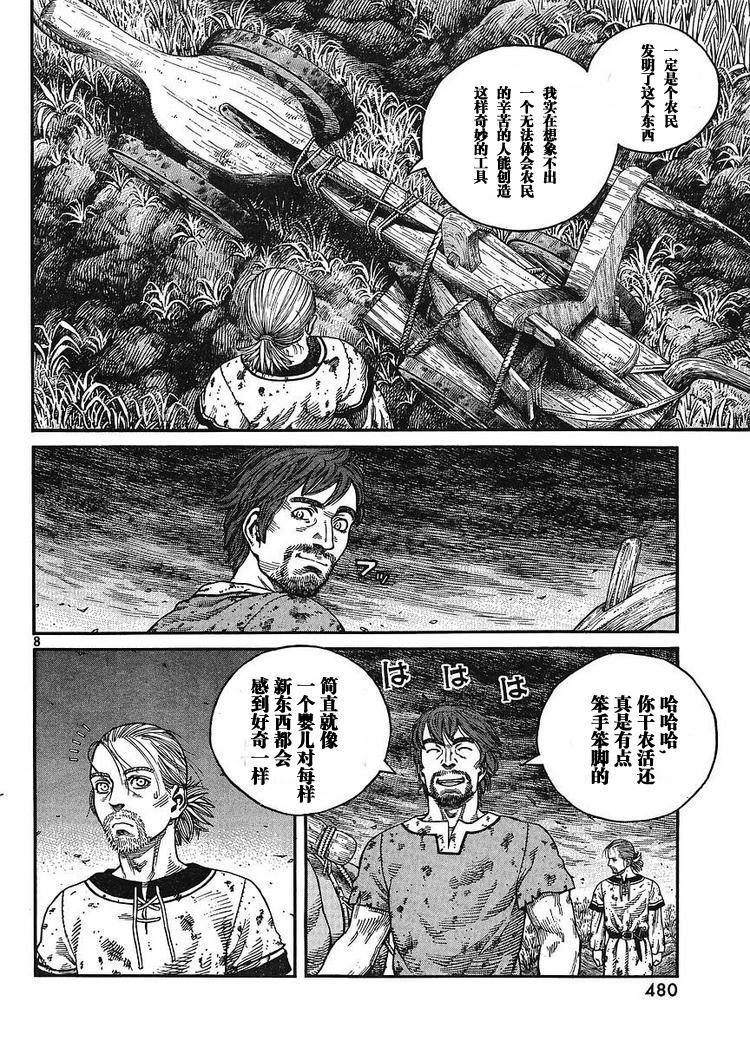 一定是个农民
发明了这个东西
我实在想象不出
一个无法体会农民
的辛苦的人能创造
这样奇妙的工具
フッ
8
ははは
哈哈哈,
你干农活还
真是有点
笨手笨脚的
简直就像
一个婴儿对每样
新东西都会
感到好奇一样
480